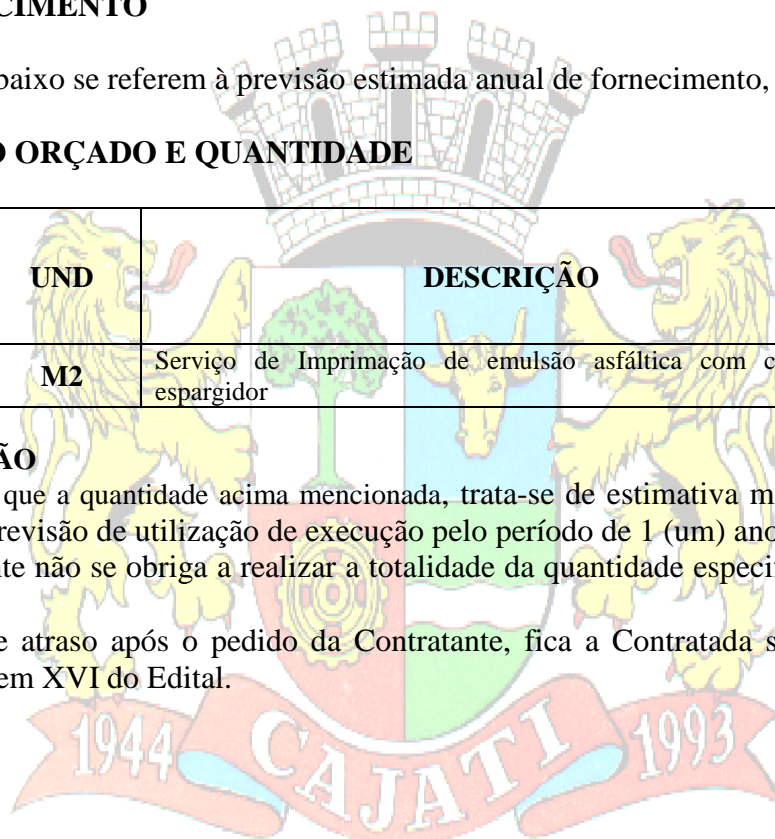 CIMENTO
baixo se referem à previsão estimada anual de fornecimento,
O ORÇADO E QUANTIDADE
UND DESCRIÇÃO
M2 Serviço de Imprimação de emulsão asfáltica com c
espargidor
ÃO
que a quantidade acima mencionada, trata-se de estimativa m
revisão de utilização de execução pelo período de 1 (um) ano
nte não se obriga a realizar a totalidade da quantidade especif
e atraso após o pedido da Contratante, fica a Contratada s
em XVI do Edital.
1944 CAJATI 1993